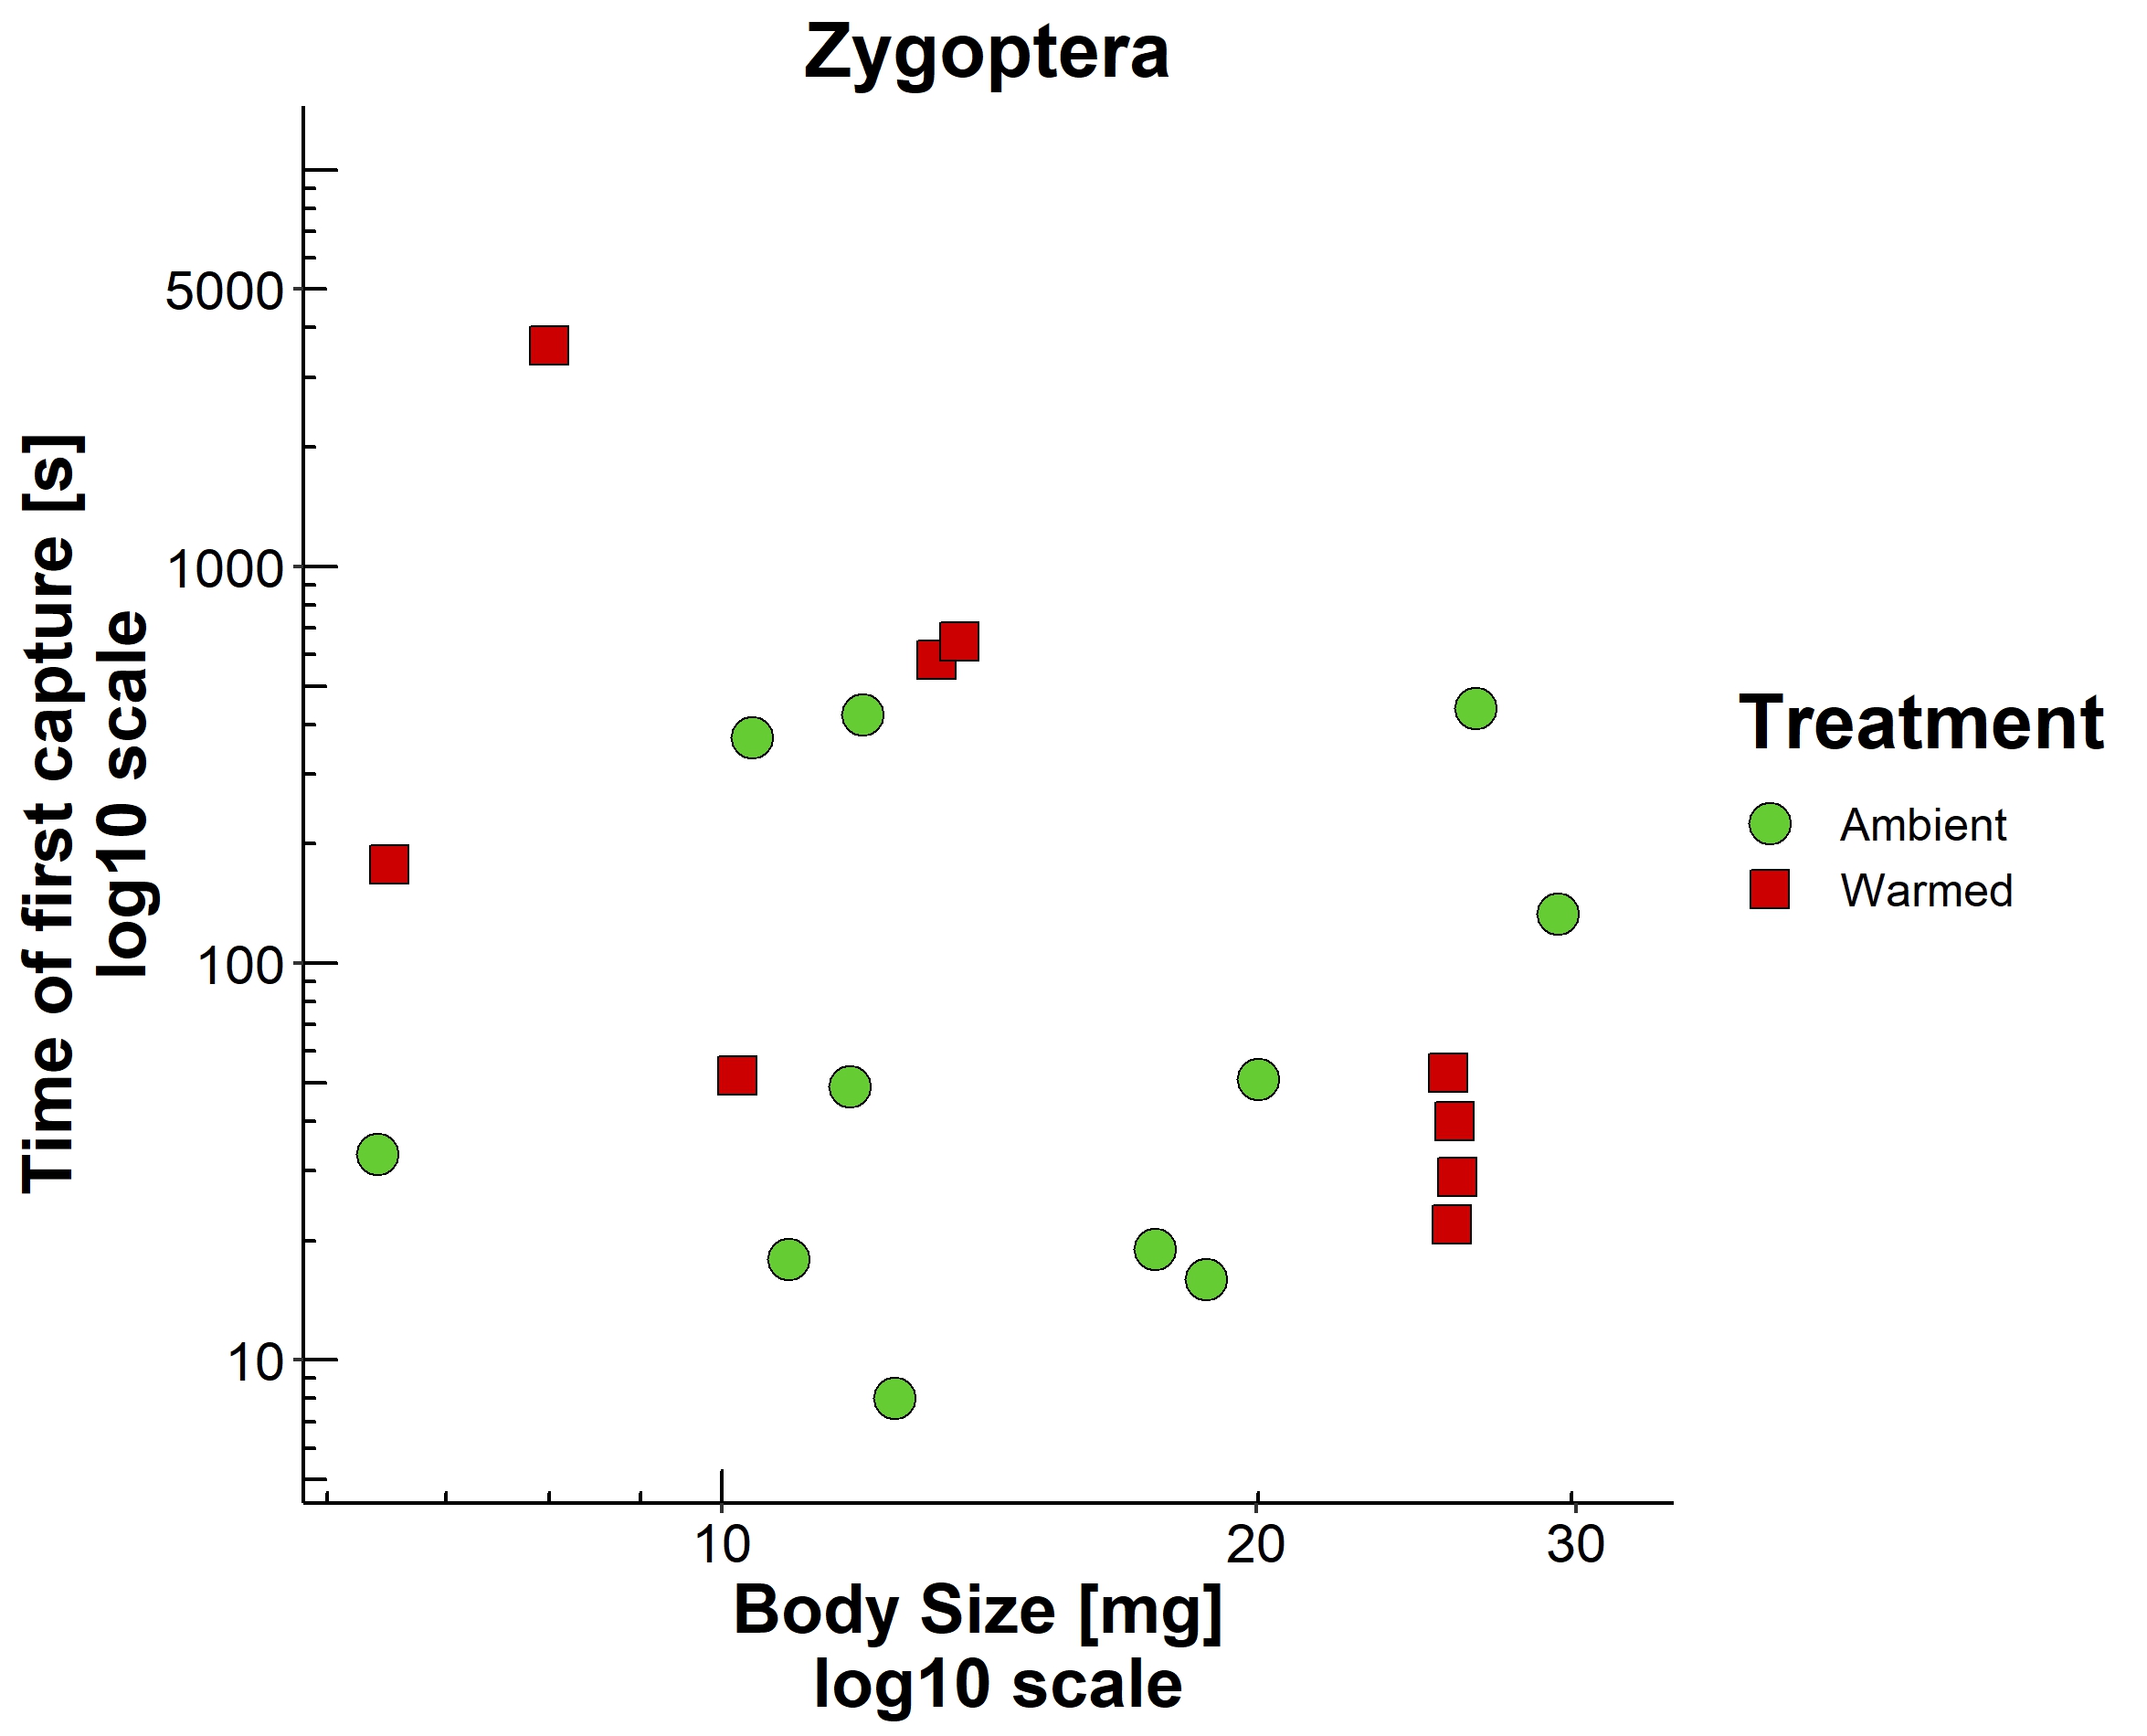 Zygoptera
5000
1000
100
10
Time of first capture [s]
log10 scale
10
20
30
Body Size [mg]
log10 scale
Treatment
Ambient
Warmed